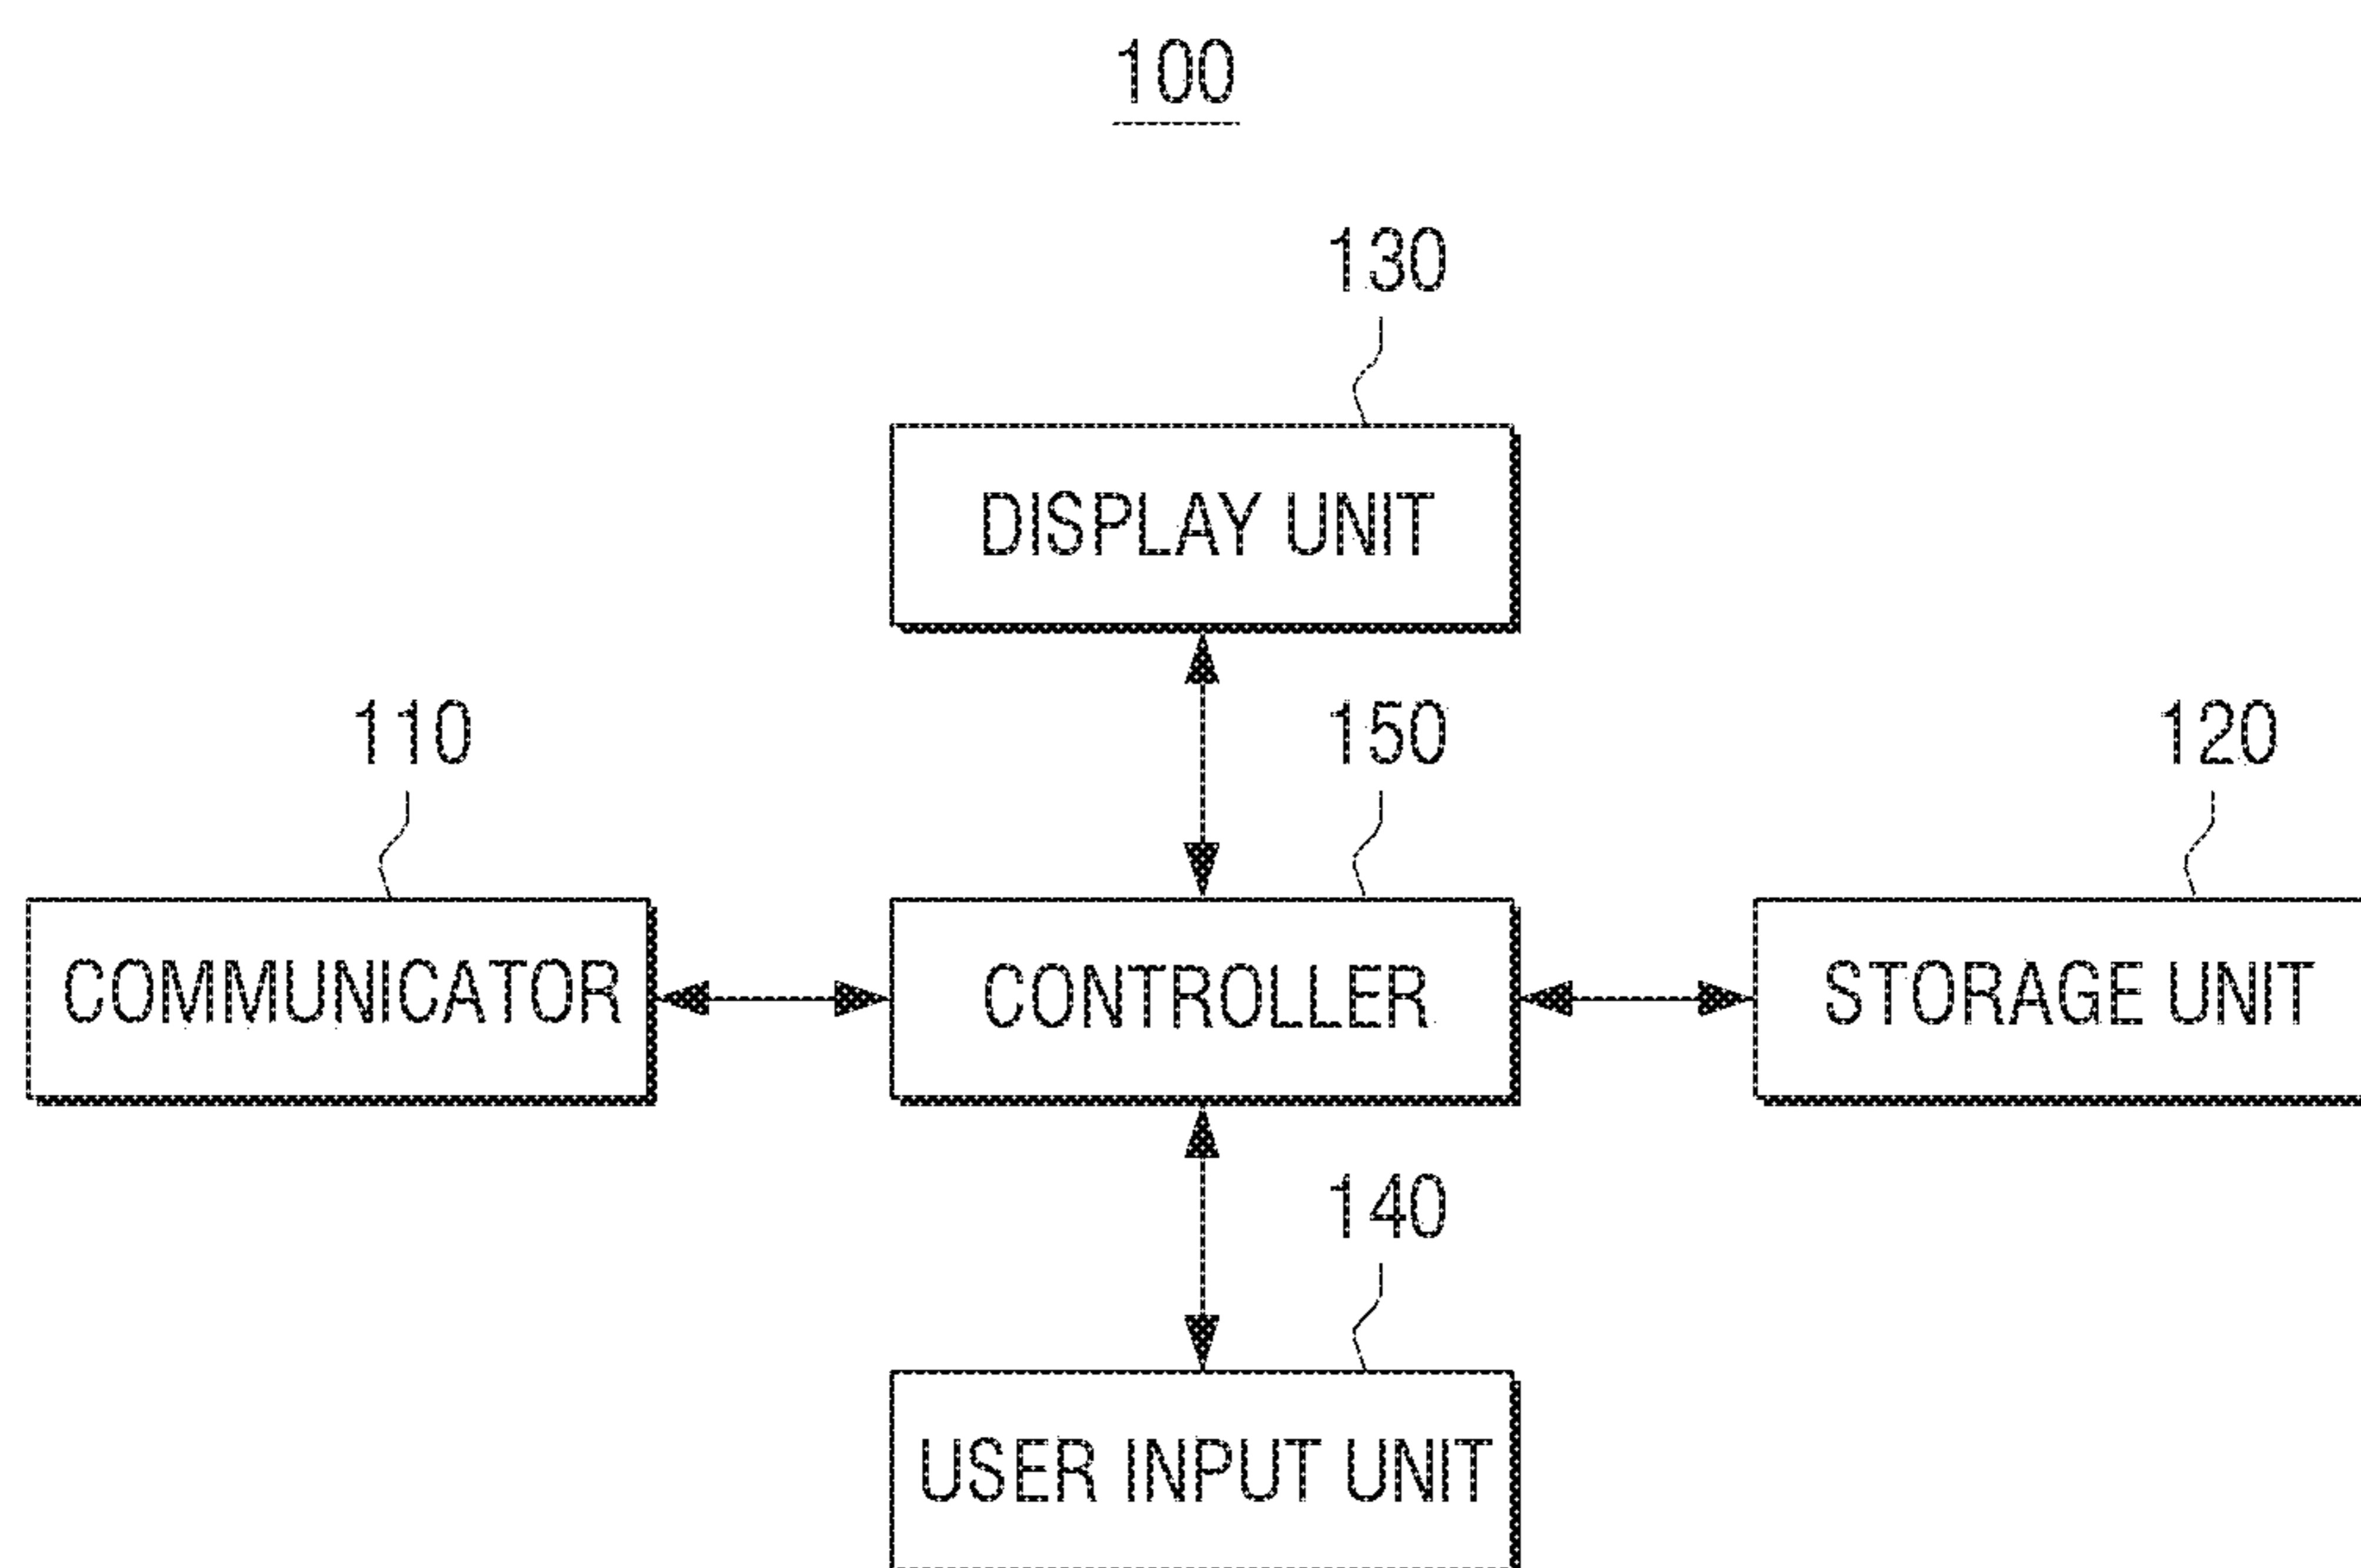 100
130
DISPLAY UNIT
110
150
120
COMMUNICATOR
CONTROLLER
STORAGE UNIT
140
USER INPUT UNIT